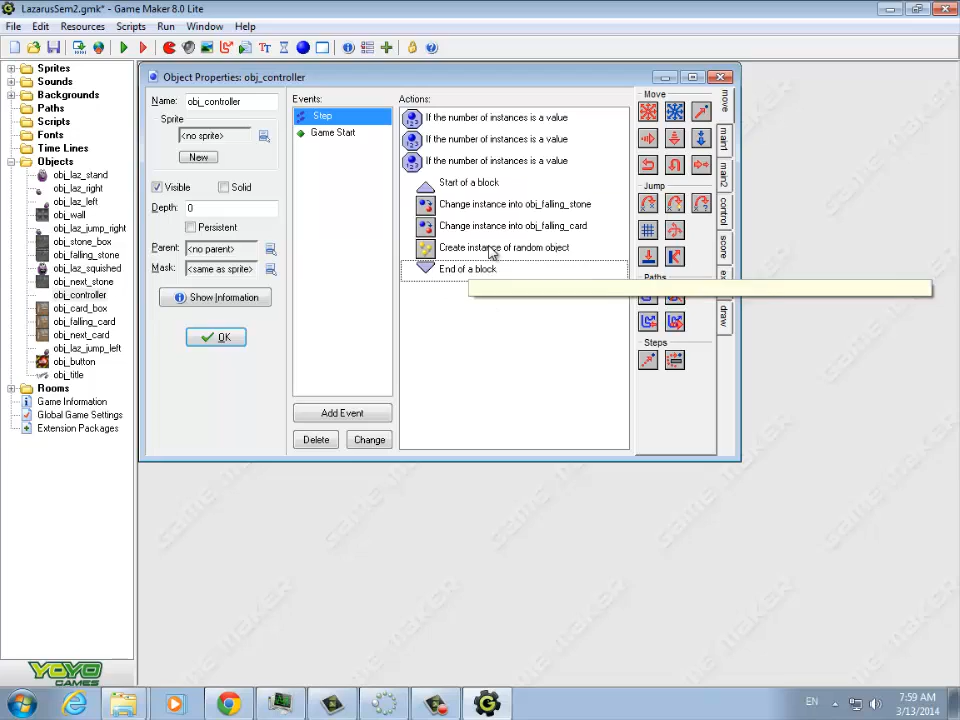 LazarusSem2.gmk* - Game Maker 8.0 Lite
File Edit Resources Scripts Run Window Help
Sprites
Sounds
Backgrounds
Paths
Scripts
Fonts
Time Lines
Objects
obj_laz_stand
obj_laz_right
obj_laz_left
obj_wall
obj_laz_jump_right
obj_stone_box
obj_falling_stone
obj_laz_squished
obj_next_stone
obj_controller
obj_card_box
obj_falling_card
obj_next_card
obj_laz_jump_left
obj_button
obj_title
Rooms
Game Information
Global Game Settings
Extension Packages
Object Properties: obj_controller
Name: obj_controller
Sprite
<no sprite>
New
Visible Solid
Depth: 0
Persistent
Parent: <no parent>
Mask: <same as sprite>
Show Information
OK
Events:
Step
Game Start
Add Event
Delete Change
Actions:
If the number of instances is a value
If the number of instances is a value
If the number of instances is a value
Start of a block
Change instance into obj_falling_stone
Change instance into obj_falling_card
Create instance of random object
End of a block
Move
Jump
Paths
Steps
move
main1
main2
control
score
draw
YOYO
GAMES
EN
7:59 AM
3/13/2014